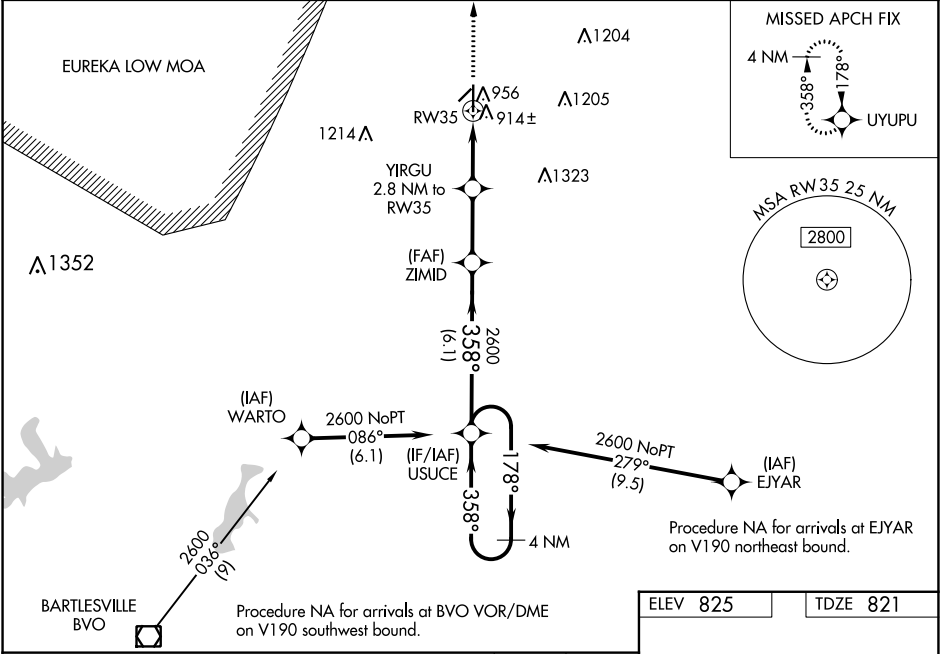 EUREKA LOW MOA
1204
MISSED APCH FIX
4 NM
358°
178°
UYUPU
956
RW35
914±
1205
1214
YIRGU
2.8 NM to
RW35
1323
MSA RW35 25 NM
2800
1352
(FAF)
ZIMID
2600
358°
(6.1)
(IAF)
WARTO
2600 NoPT
086°
(6.1)
(IF/IAF)
USUCE
178°
358°
4 NM
2600 NoPT
279°
(9.5)
(IAF)
EJYAR
Procedure NA for arrivals at EJYAR
on V190 northeast bound.
2600
036°
(9)
BARTLESVILLE
BVO
Procedure NA for arrivals at BVO VOR/DME
on V190 southwest bound.
ELEV 825
TDZE 821